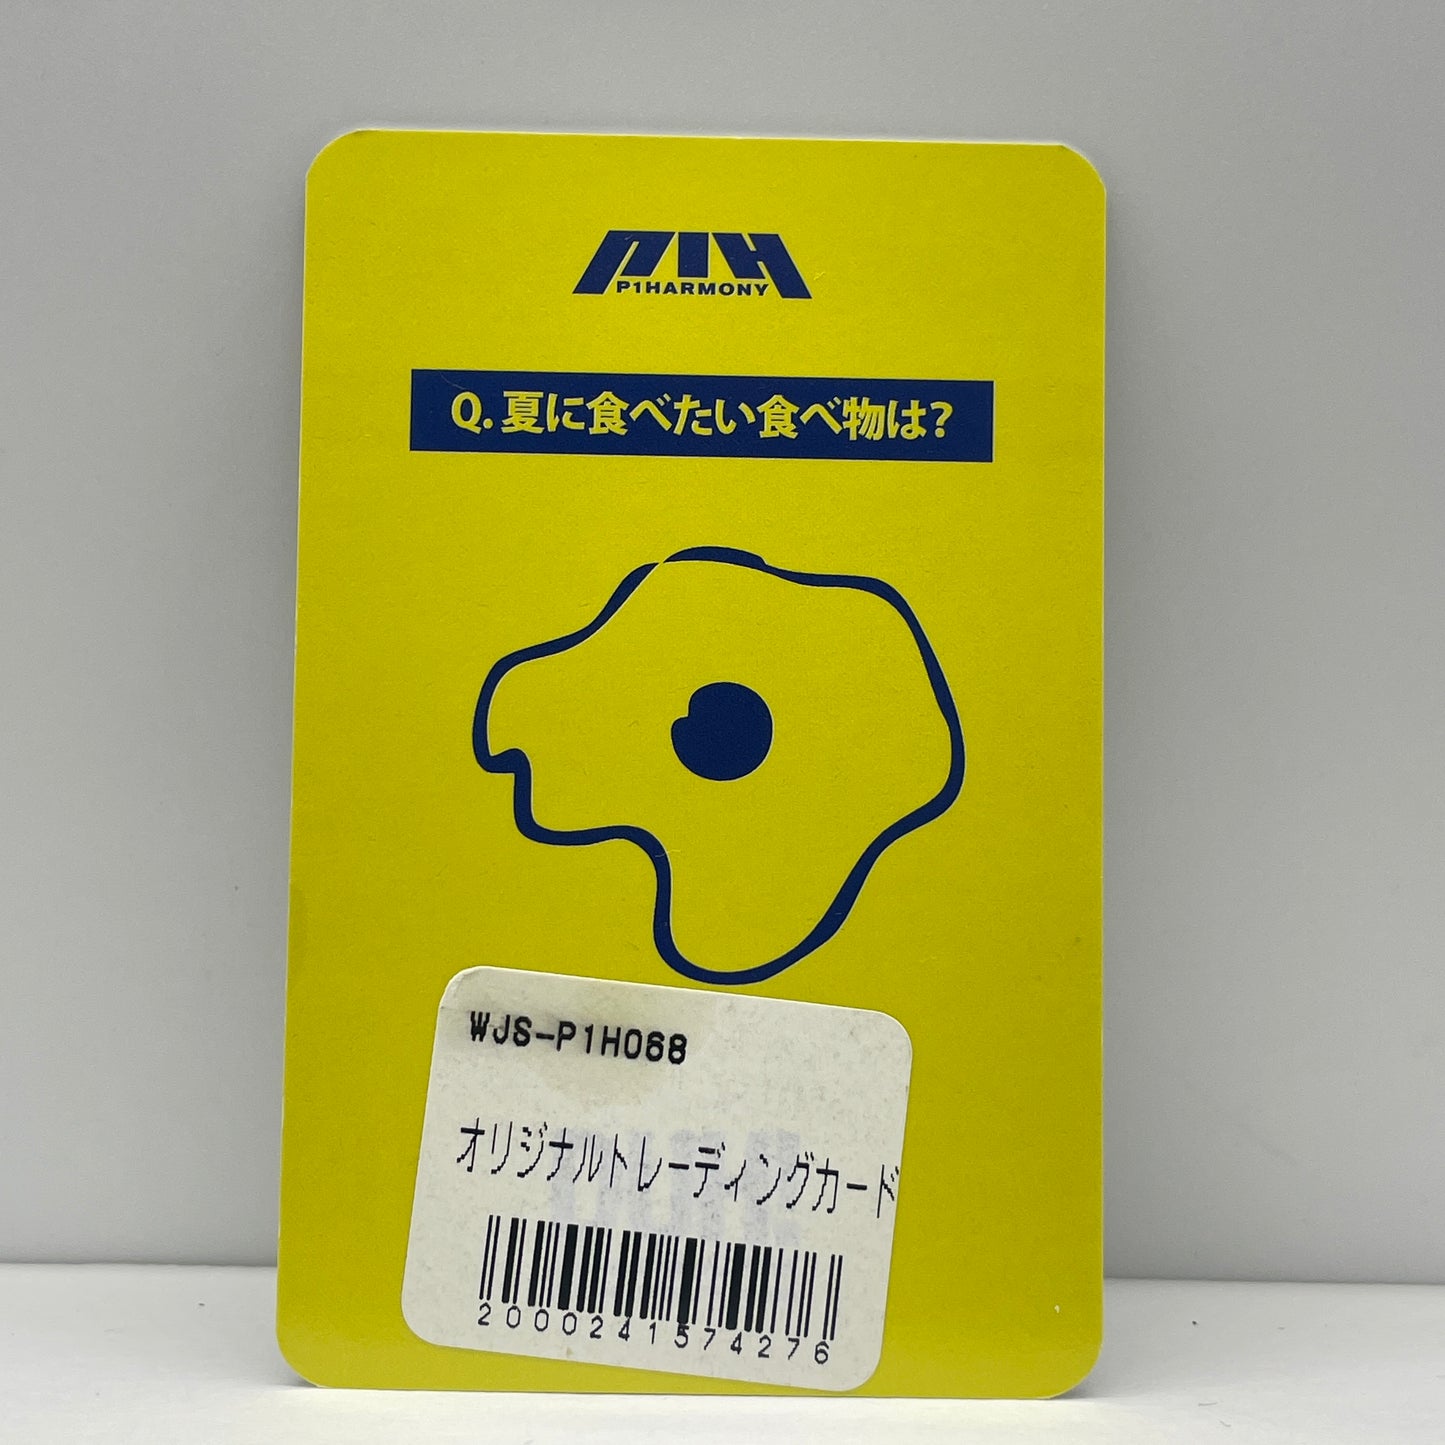 P1H
P1HARMONY
Q. 夏に食べたい食べ物は?
WJS-P1H068
オリジナルトレーディングカード
2000241574276